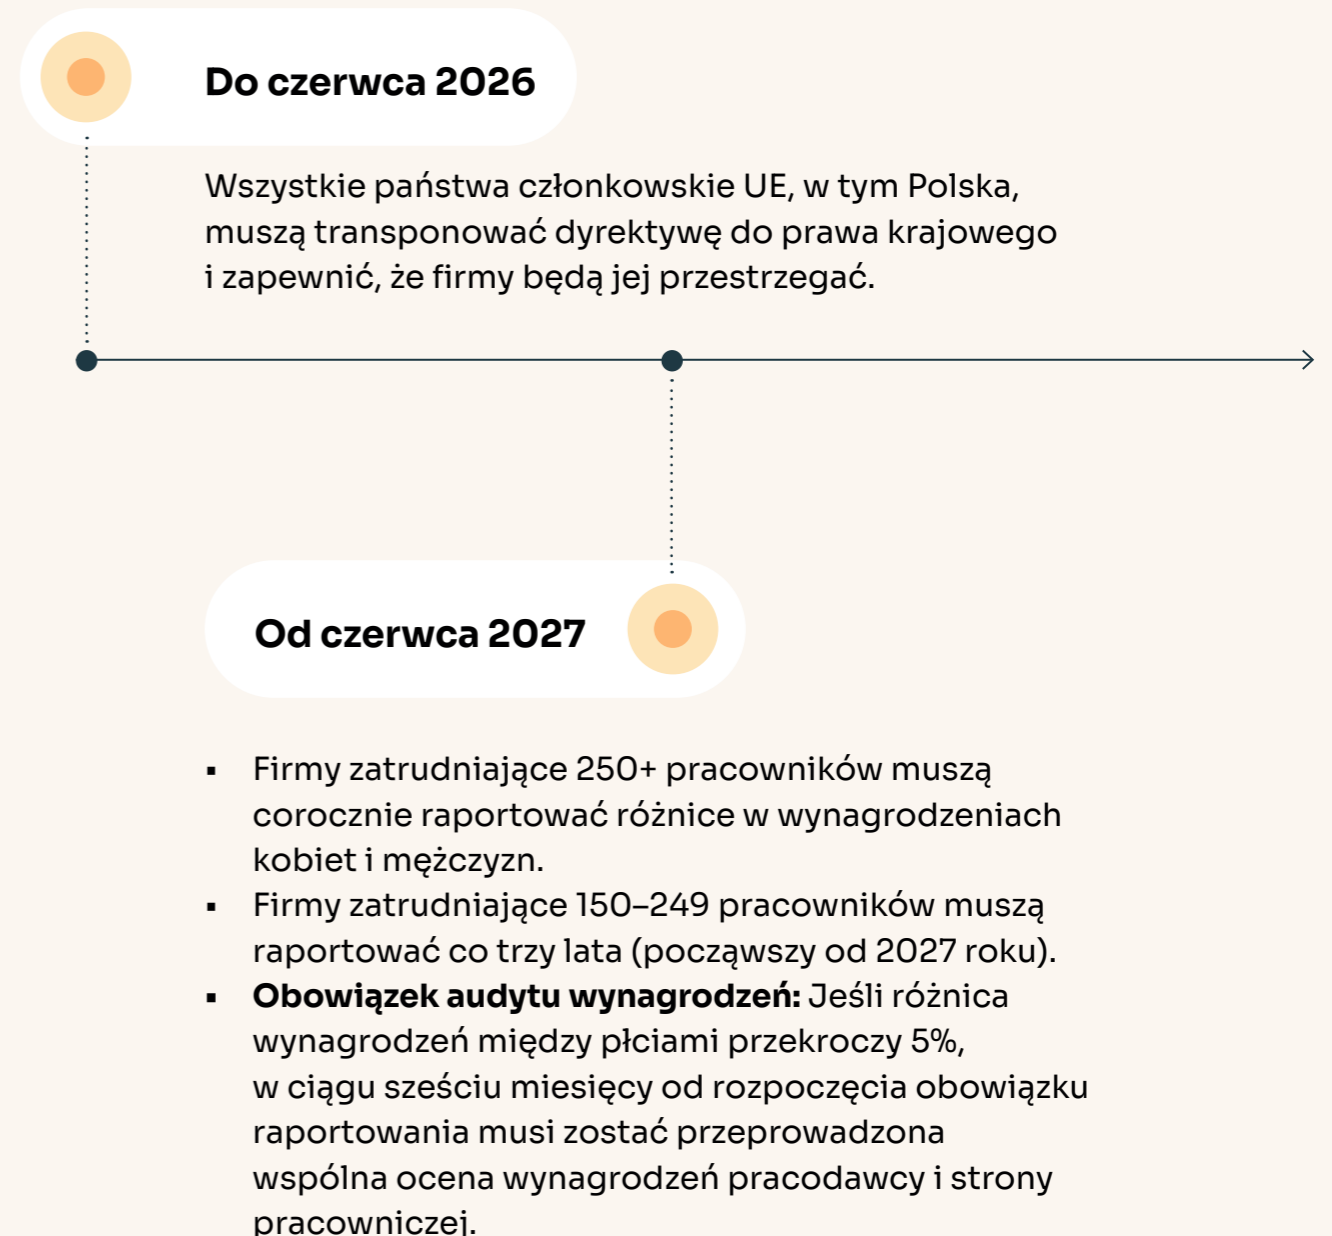 Do czerwca 2026
Wszystkie państwa członkowskie UE, w tym Polska,
muszą transponować dyrektywę do prawa krajowego
i zapewnić, że firmy będą jej przestrzegać.
Od czerwca 2027
▪ Firmy zatrudniające 250+ pracowników muszą
corocznie raportować różnice w wynagrodzeniach
kobiet i mężczyzn.
▪ Firmy zatrudniające 150–249 pracowników muszą
raportować co trzy lata (począwszy od 2027 roku).
▪ Obowiązek audytu wynagrodzeń: Jeśli różnica
wynagrodzeń między płciami przekroczy 5%,
w ciągu sześciu miesięcy od rozpoczęcia obowiązku
raportowania musi zostać przeprowadzona
wspólna ocena wynagrodzeń pracodawcy i strony
pracowniczej.